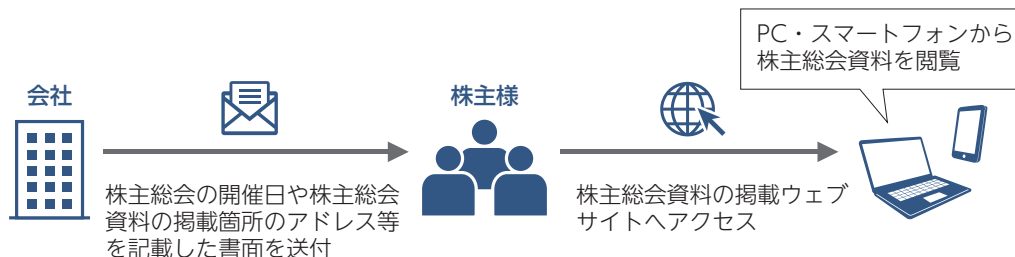 会社
株主総会の開催日や株主総会
資料の掲載箇所のアドレス等
を記載した書面を送付
株主様
株主総会資料の掲載ウェブ
サイトへアクセス
PC・スマートフォンから
株主総会資料を閲覧